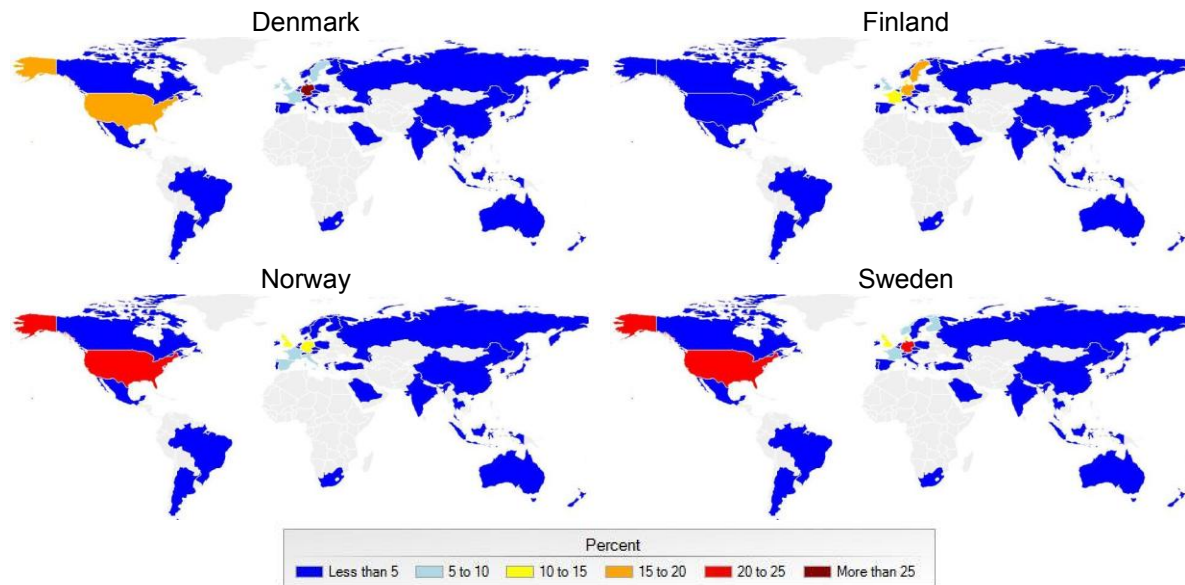 Denmark
Finland
Norway
Sweden
Percent
Less than 5 5 to 10 10 to 15 15 to 20 20 to 25 More than 25